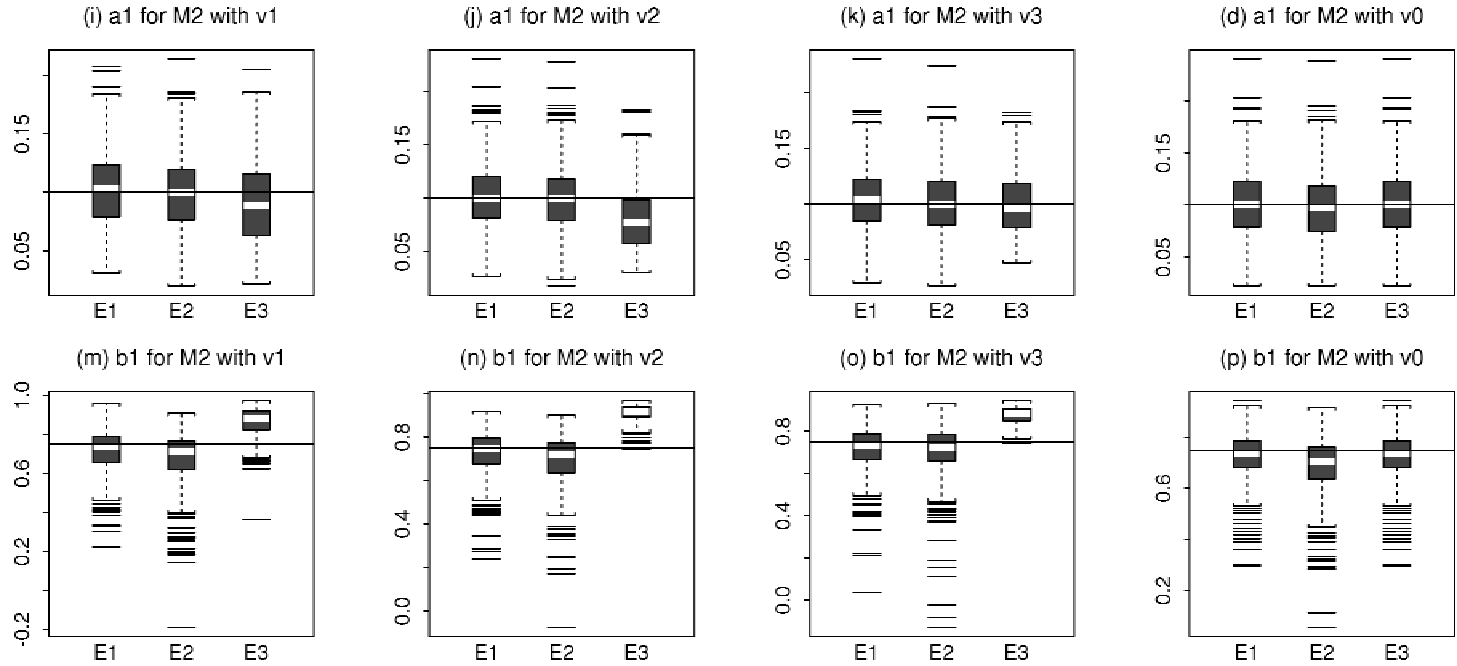 (i) a1 for M2 with v1
(j) a1 for M2 with v2
(k) a1 for M2 with v3
(d) a1 for M2 with v0
0.15
0.05
E1 E2 E3
0.15
0.05
E1 E2 E3
0.15
0.05
E1 E2 E3
0.15
0.05
E1 E2 E3
(m) b1 for M2 with v1
(n) b1 for M2 with v2
(o) b1 for M2 with v3
(p) b1 for M2 with v0
1.0
0.6
0.2
-0.2
E1 E2 E3
0.8
0.4
0.0
E1 E2 E3
0.8
0.4
0.0
E1 E2 E3
0.6
0.2
E1 E2 E3